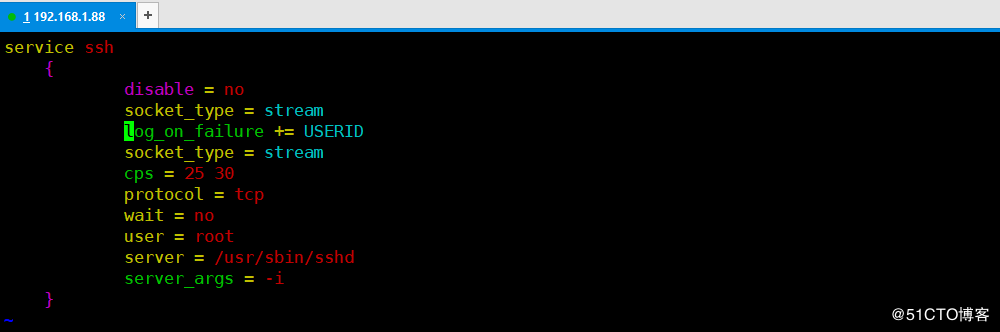 1 192.168.1.88 × +
service ssh
{
disable = no
socket_type = stream
log_on_failure += USERID
socket_type = stream
cps = 25 30
protocol = tcp
wait = no
user = root
server = /usr/sbin/sshd
server_args = -i
}
~
@51CTO博客